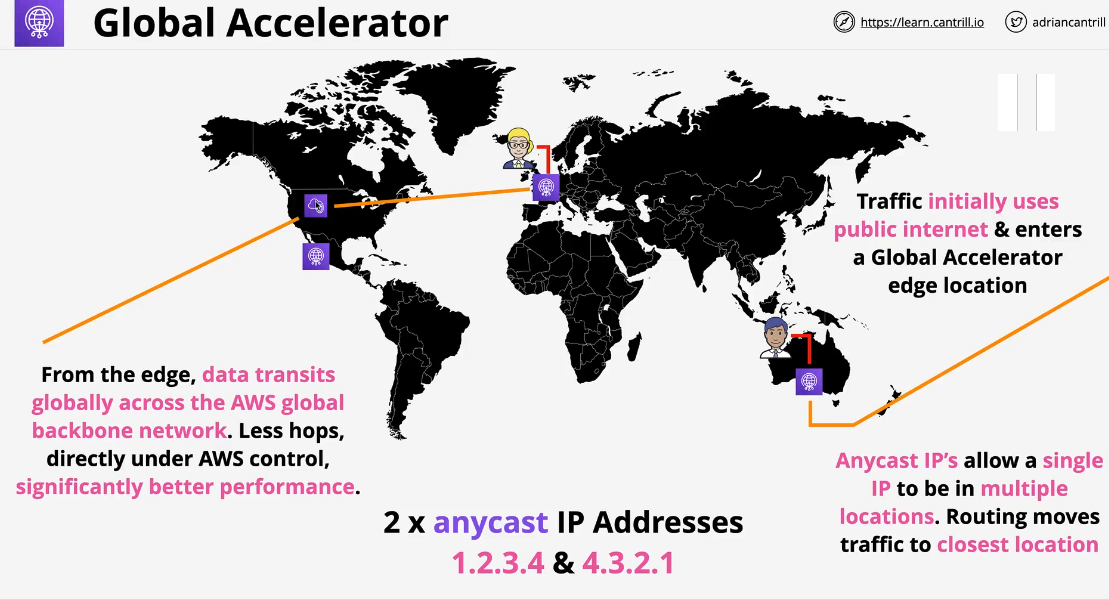 Global Accelerator
https://learn.cantrill.io
adriancantrill
Traffic initially uses
public internet & enters
a Global Accelerator
edge location
From the edge, data transits
globally across the AWS global
backbone network. Less hops,
directly under AWS control,
significantly better performance.
Anycast IP's allow a single
IP to be in multiple
locations. Routing moves
traffic to closest location
2 x anycast IP Addresses
1.2.3.4 & 4.3.2.1